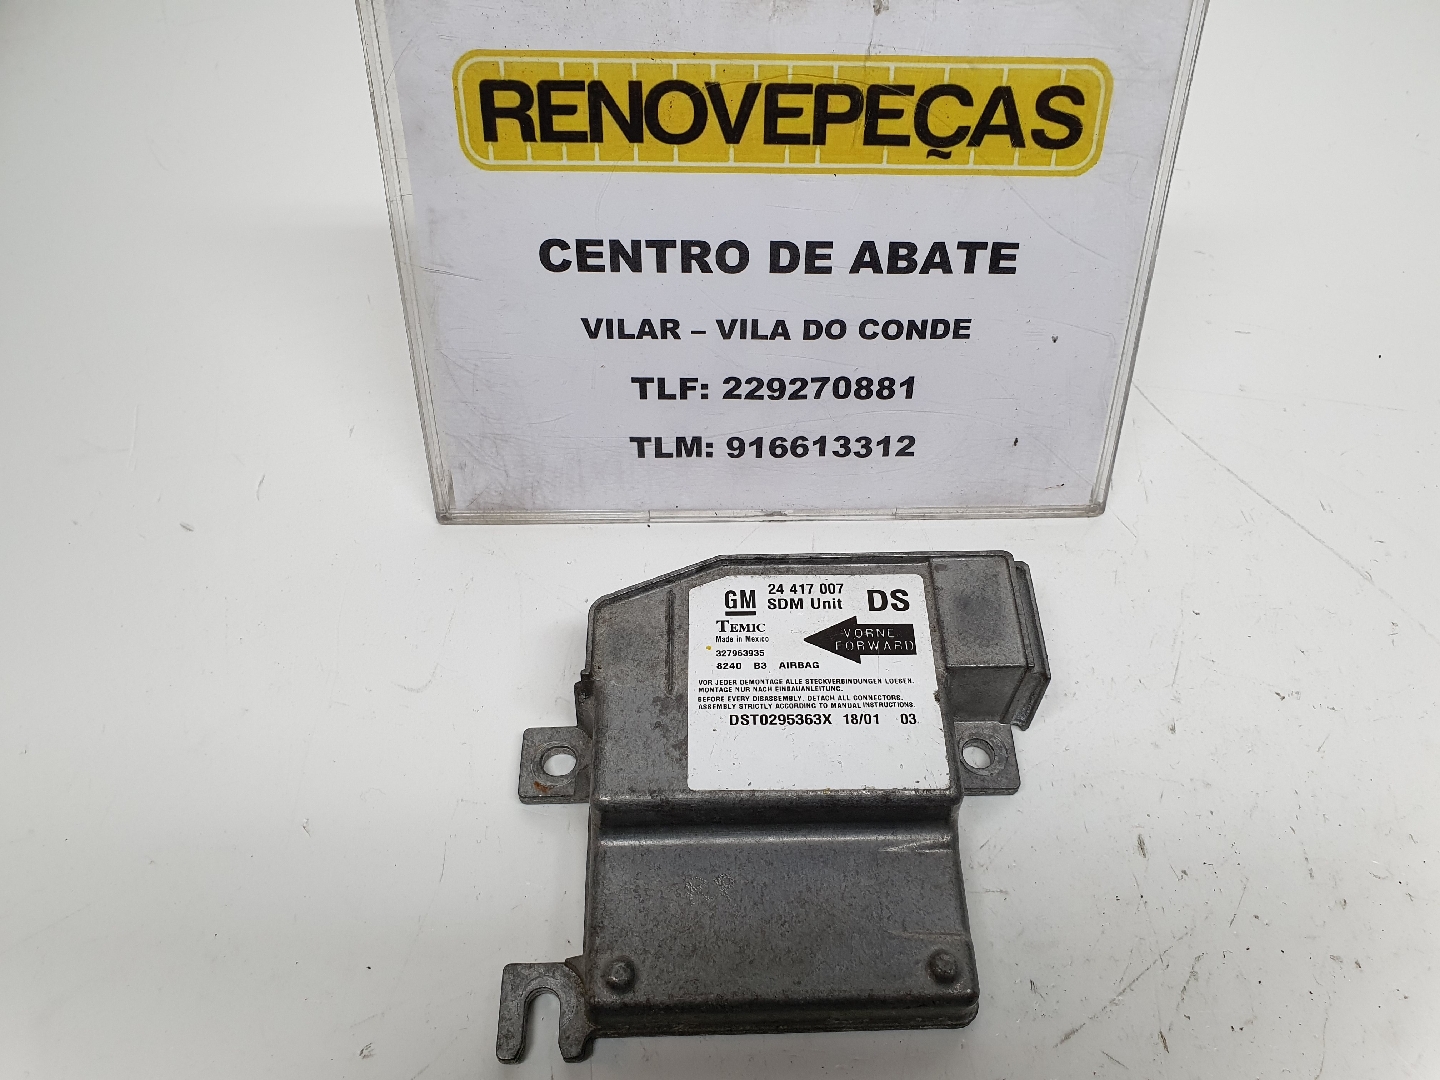 RENOVEPEÇAS
CENTRO DE ABATE
VILAR – VILA DO CONDE
TLF: 229270881
TLM: 916613312
GM 24 417 007 DS
SDM Unit
TEMIC
Made in Mexico
VORNE
FORWARD
327963935
8240 B3 AIRBAG
VOR JEDER DEMONTAGE ALLE STECKVERBINDUNGEN LOESEN.
MONTAGE NUR NACH EINBAUANLEITUNG.
BEFORE EVERY DISASSEMBLY, DETACH ALL CONNECTORS.
ASSEMBLY STRICTLY ACCORDING TO MANUAL INSTRUCTIONS.
DST0295363X 18/01 03